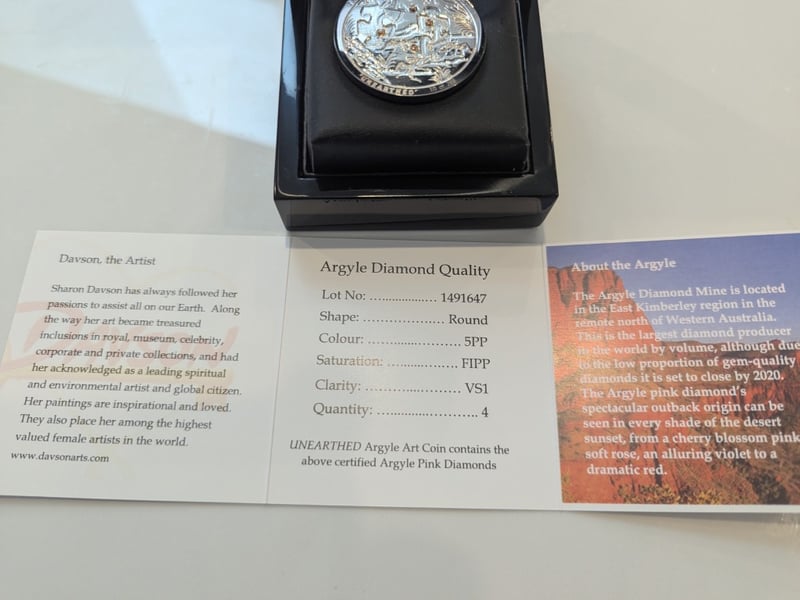 "UNEARTHED"
Davson, the Artist
Sharon Davson has always followed her
passions to assist all on our Earth. Along
the way her art became treasured
inclusions in royal, museum, celebrity,
corporate and private collections, and had
her acknowledged as a leading spiritual
and environmental artist and global citizen.
Her paintings are inspirational and loved.
They also place her among the highest
valued female artists in the world.
www.davsonarts.com
Argyle Diamond Quality
Lot No: .................. 1491647
Shape: ........................ Round
Colour: .......................... 5PP
Saturation: .................... FIPP
Clarity: .......................... VS1
Quantity: .......................... 4
UNEARTHED Argyle Art Coin contains the
above certified Argyle Pink Diamonds
About the Argyle
The Argyle Diamond Mine is located
in the East Kimberley region in the
remote north of Western Australia.
This is the largest diamond producer
in the world by volume, although due
to the low proportion of gem-quality
diamonds it is set to close by 2020.
The Argyle pink diamond's
spectacular outback origin can be
seen in every shade of the desert
sunset, from a cherry blossom pink
soft rose, an alluring violet to a
dramatic red.